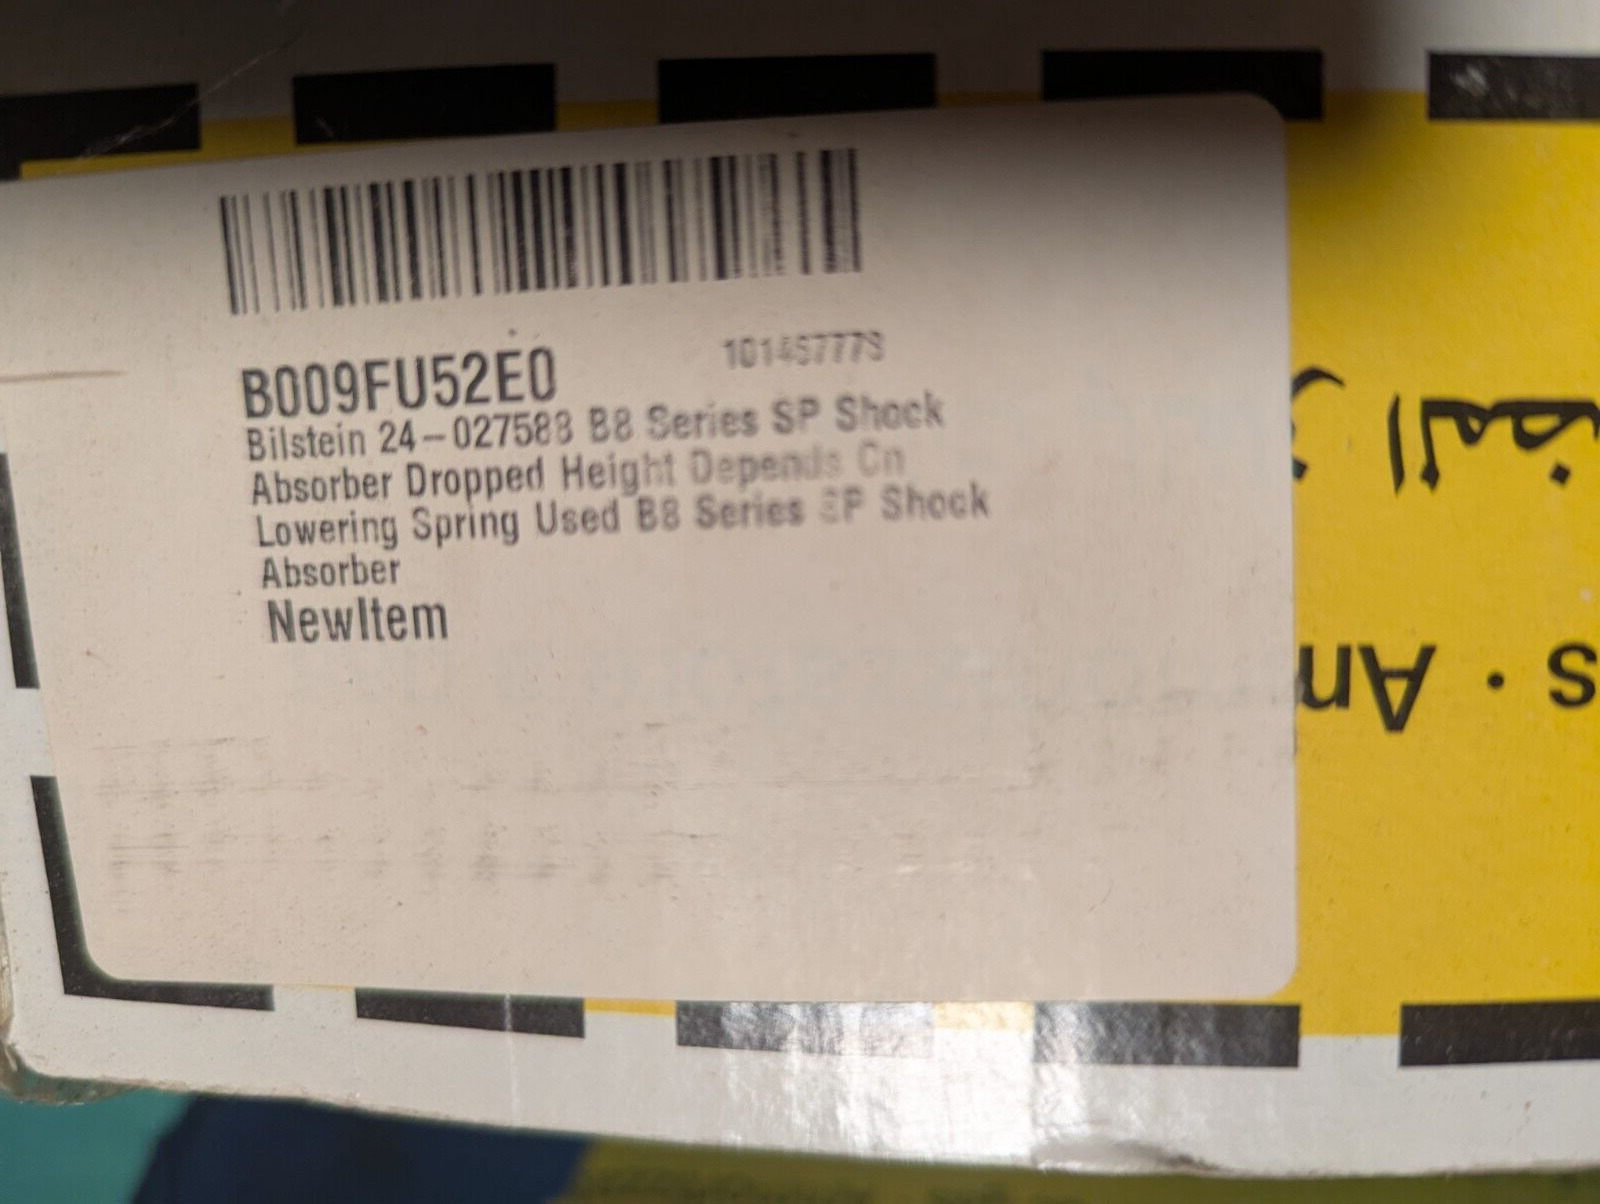 B009FU52E0
Bilstein 24-027588 B8 Series SP Shock
Absorber Dropped Height Depends On
Lowering Spring Used B8 Series SP Shock
Absorber
NewItem
s · Am